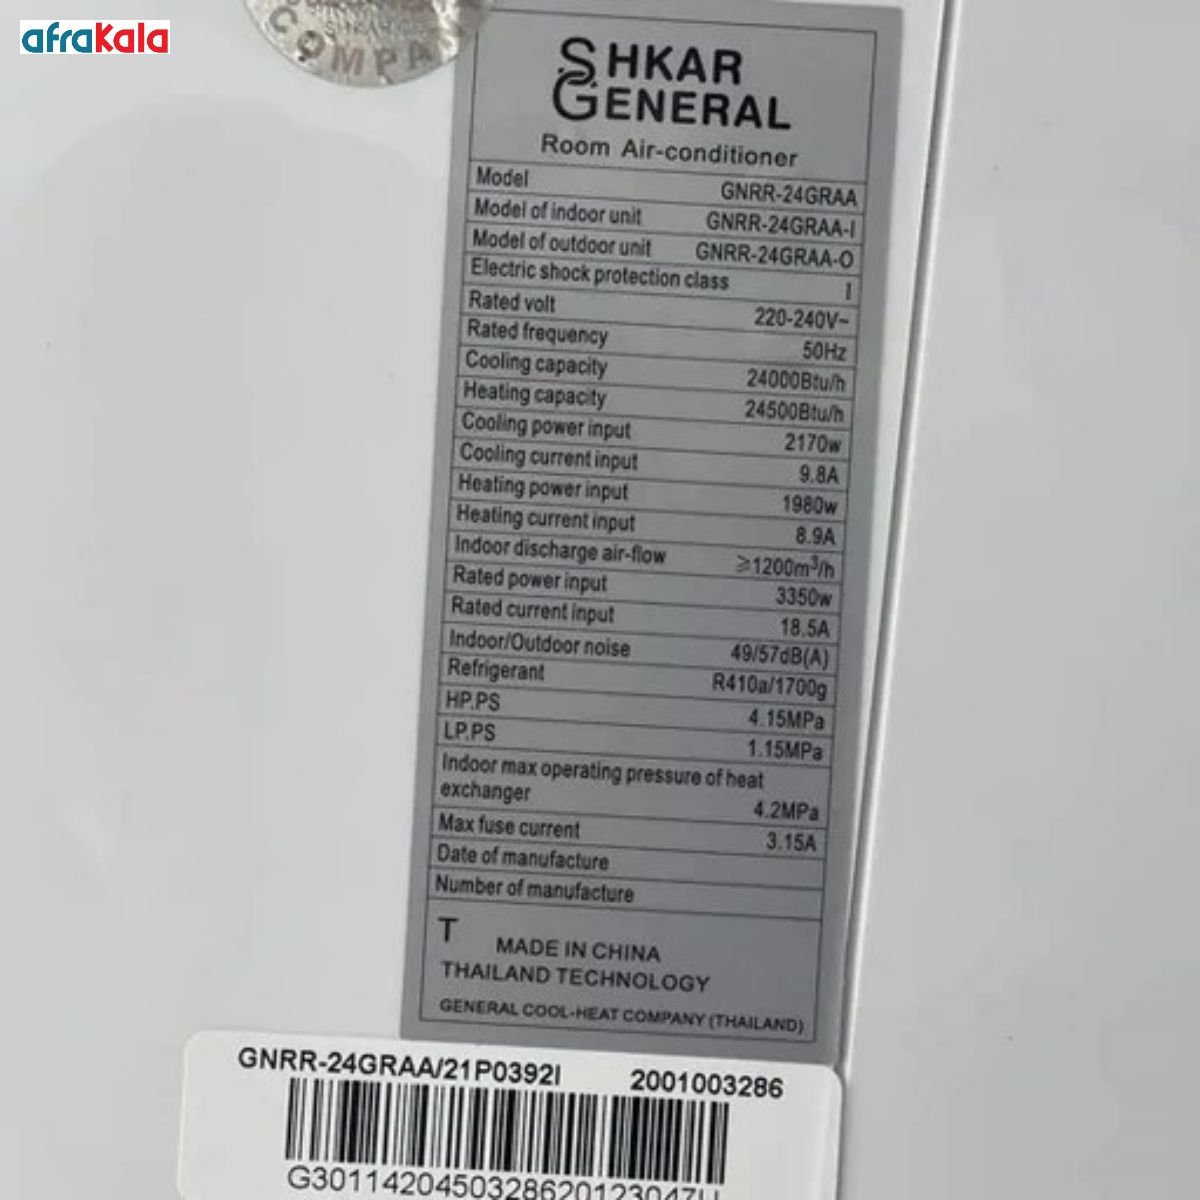 afrakala
COMPA
SHKAR
GENERAL
Room Air-conditioner
Model GNRR-24GRAA
Model of indoor unit GNRR-24GRAA-I
Model of outdoor unit GNRR-24GRAA-O
Electric shock protection class I
Rated volt 220-240V~
Rated frequency 50Hz
Cooling capacity 24000Btu/h
Heating capacity 24500Btu/h
Cooling power input 2170w
Cooling current input 9.8A
Heating power input 1980w
Heating current input 8.9A
Indoor discharge air-flow ≥1200m³/h
Rated power input 3350w
Rated current input 18.5A
Indoor/Outdoor noise 49/57dB(A)
Refrigerant R410a/1700g
HP.PS 4.15MPa
LP.PS 1.15MPa
Indoor max operating pressure of heat
exchanger 4.2MPa
Max fuse current 3.15A
Date of manufacture
Number of manufacture
T
MADE IN CHINA
THAILAND TECHNOLOGY
GENERAL COOL-HEAT COMPANY (THAILAND)
GNRR-24GRAA/21P0392I 2001003286